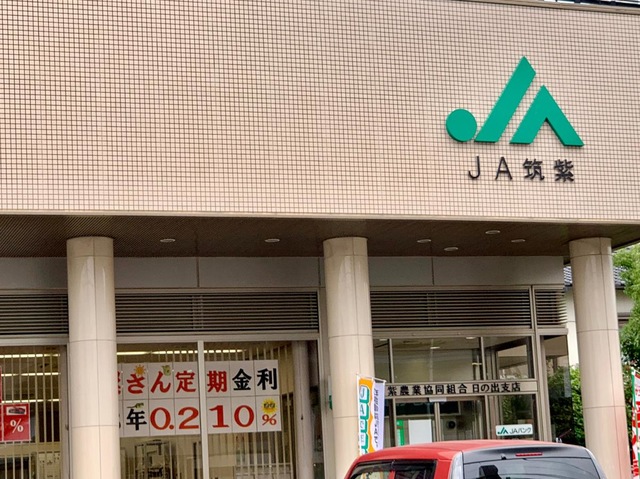 JA筑紫
さん定期金利
年0.210%
%
紫農業協同組合 日の出支店
JAバンク